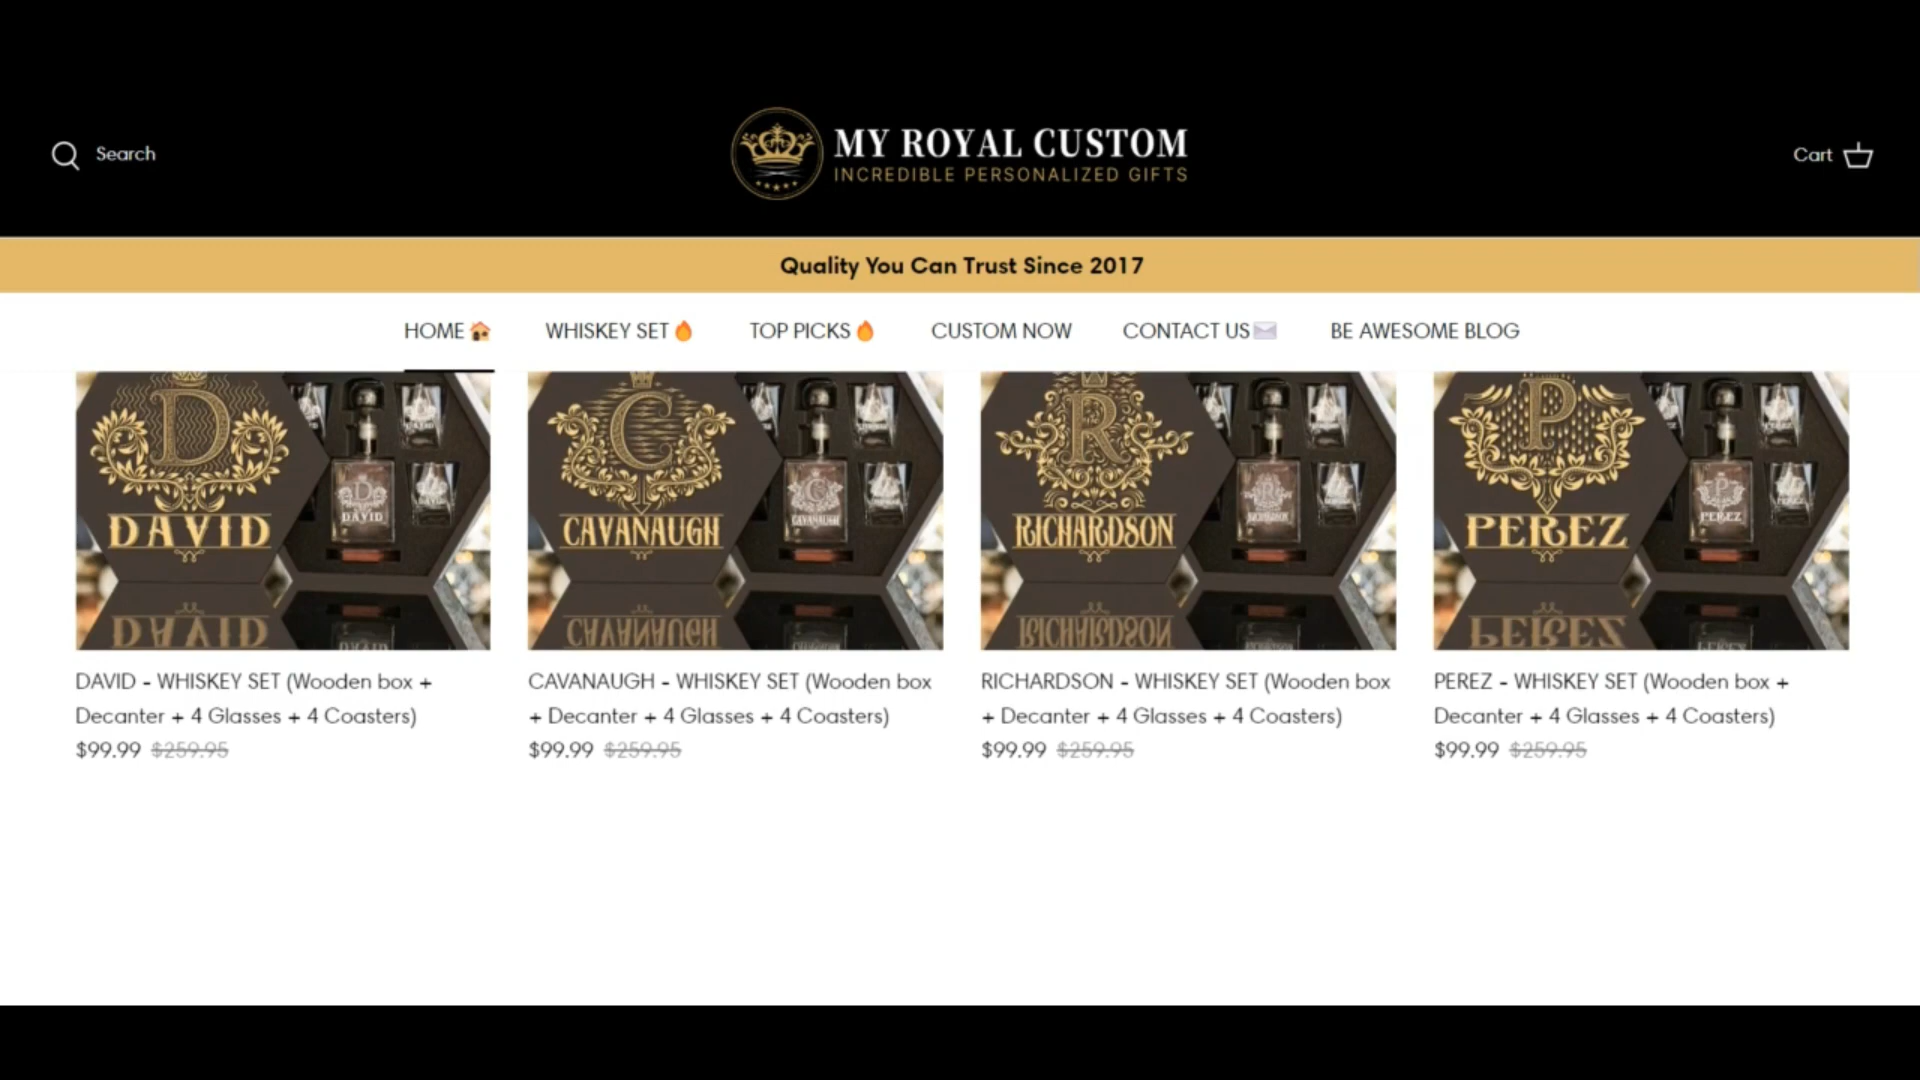 Search
MY ROYAL CUSTOM
INCREDIBLE PERSONALIZED GIFTS
Cart
Quality You Can Trust Since 2017
HOME
WHISKEY SET
TOP PICKS
CUSTOM NOW
CONTACT US
BE AWESOME BLOG
D
DAVID
D
DAVID
C
CAVANAUGH
C
CAVANAUGH
R
RICHARDSON
R
RICHARDSON
P
PEREZ
P
PEREZ
DAVID - WHISKEY SET (Wooden box +
Decanter + 4 Glasses + 4 Coasters)
$99.99 $259.95
CAVANAUGH - WHISKEY SET (Wooden box
+ Decanter + 4 Glasses + 4 Coasters)
$99.99 $259.95
RICHARDSON - WHISKEY SET (Wooden box
+ Decanter + 4 Glasses + 4 Coasters)
$99.99 $259.95
PEREZ - WHISKEY SET (Wooden box +
Decanter + 4 Glasses + 4 Coasters)
$99.99 $259.95